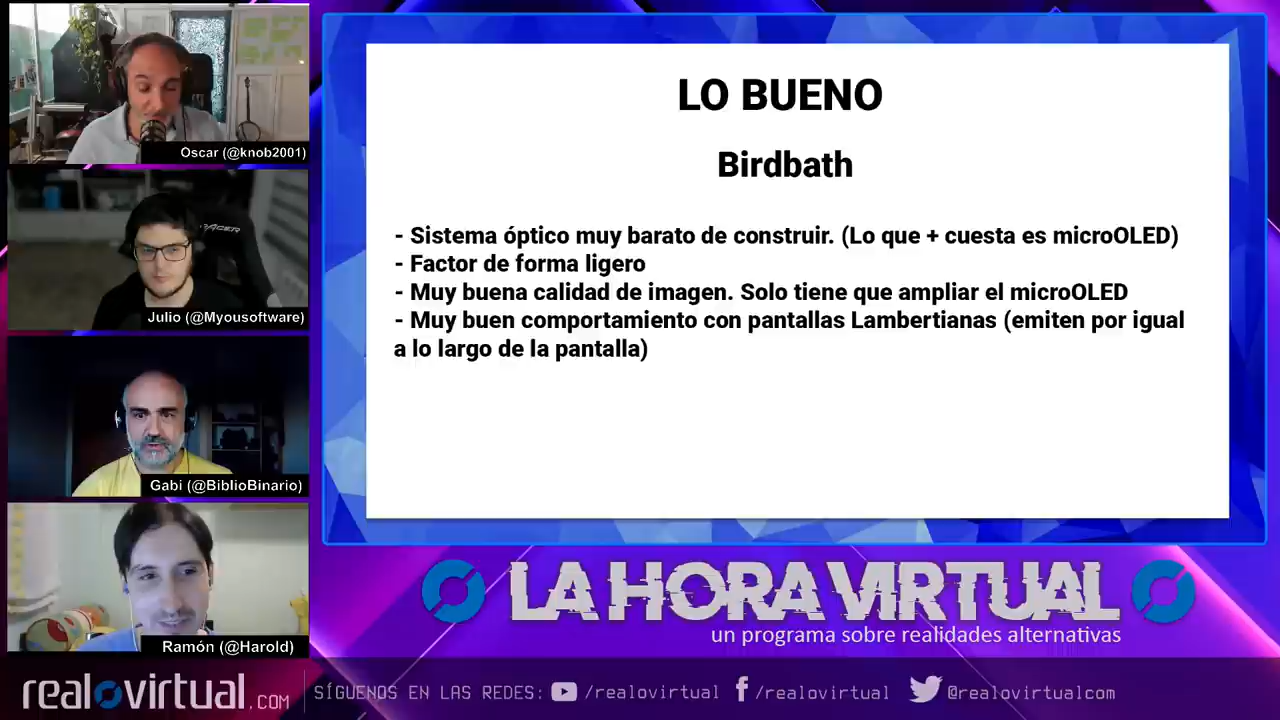 Oscar (@knob2001)
Julio (@Myousoftware)
Gabi (@BiblioBinario)
Ramón (@Harold)
LO BUENO
Birdbath
- Sistema óptico muy barato de construir. (Lo que + cuesta es microOLED)
- Factor de forma ligero
- Muy buena calidad de imagen. Solo tiene que ampliar el microOLED
- Muy buen comportamiento con pantallas Lambertianas (emiten por igual
a lo largo de la pantalla)
LA HORA VIRTUAL
un programa sobre realidades alternativas
realovirtual.com
SÍGUENOS EN LAS REDES: /realovirtual /realovirtual @realovirtualcom